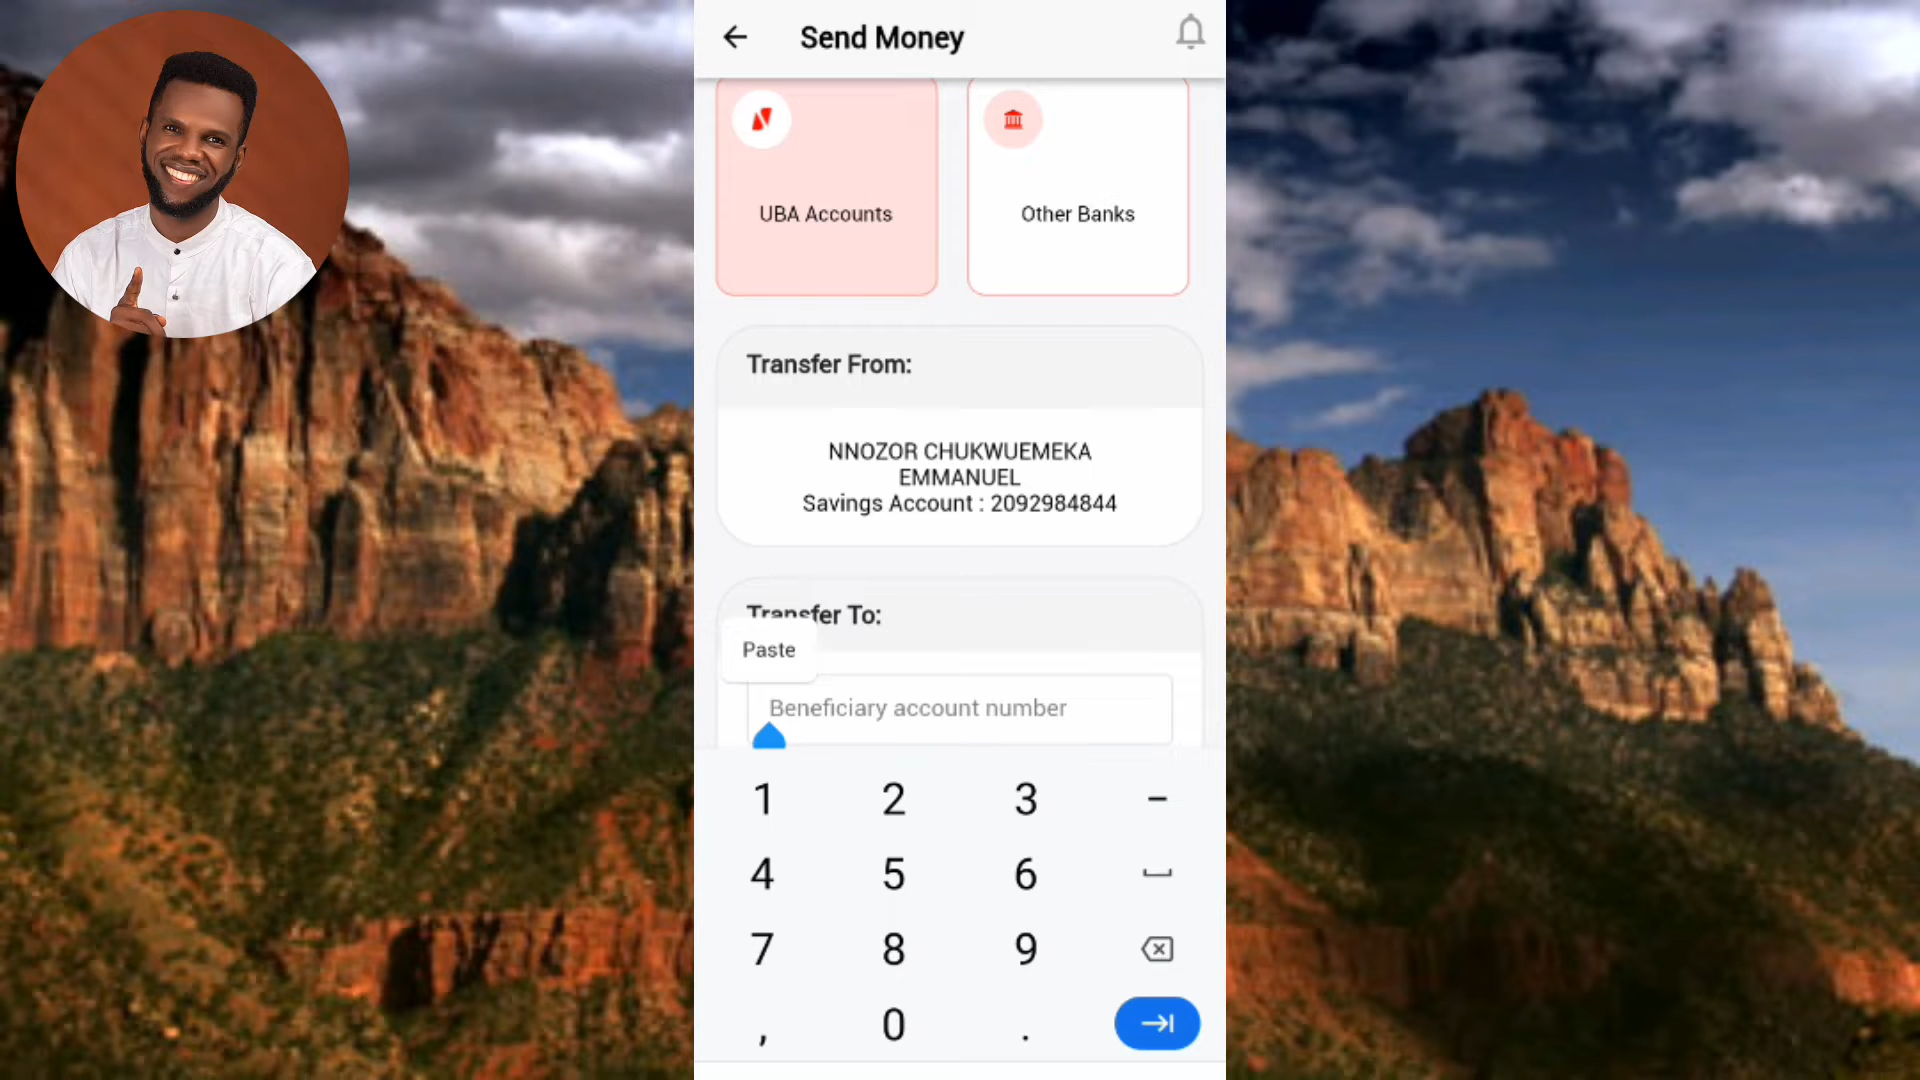 Send Money
UBA Accounts
Other Banks
Transfer From:
NNOZOR CHUKWUEMEKA
EMMANUEL
Savings Account : 2092984844
Transfer To:
Paste
Beneficiary account number
1 2 3 -
4 5 6
7 8 9
, 0 .